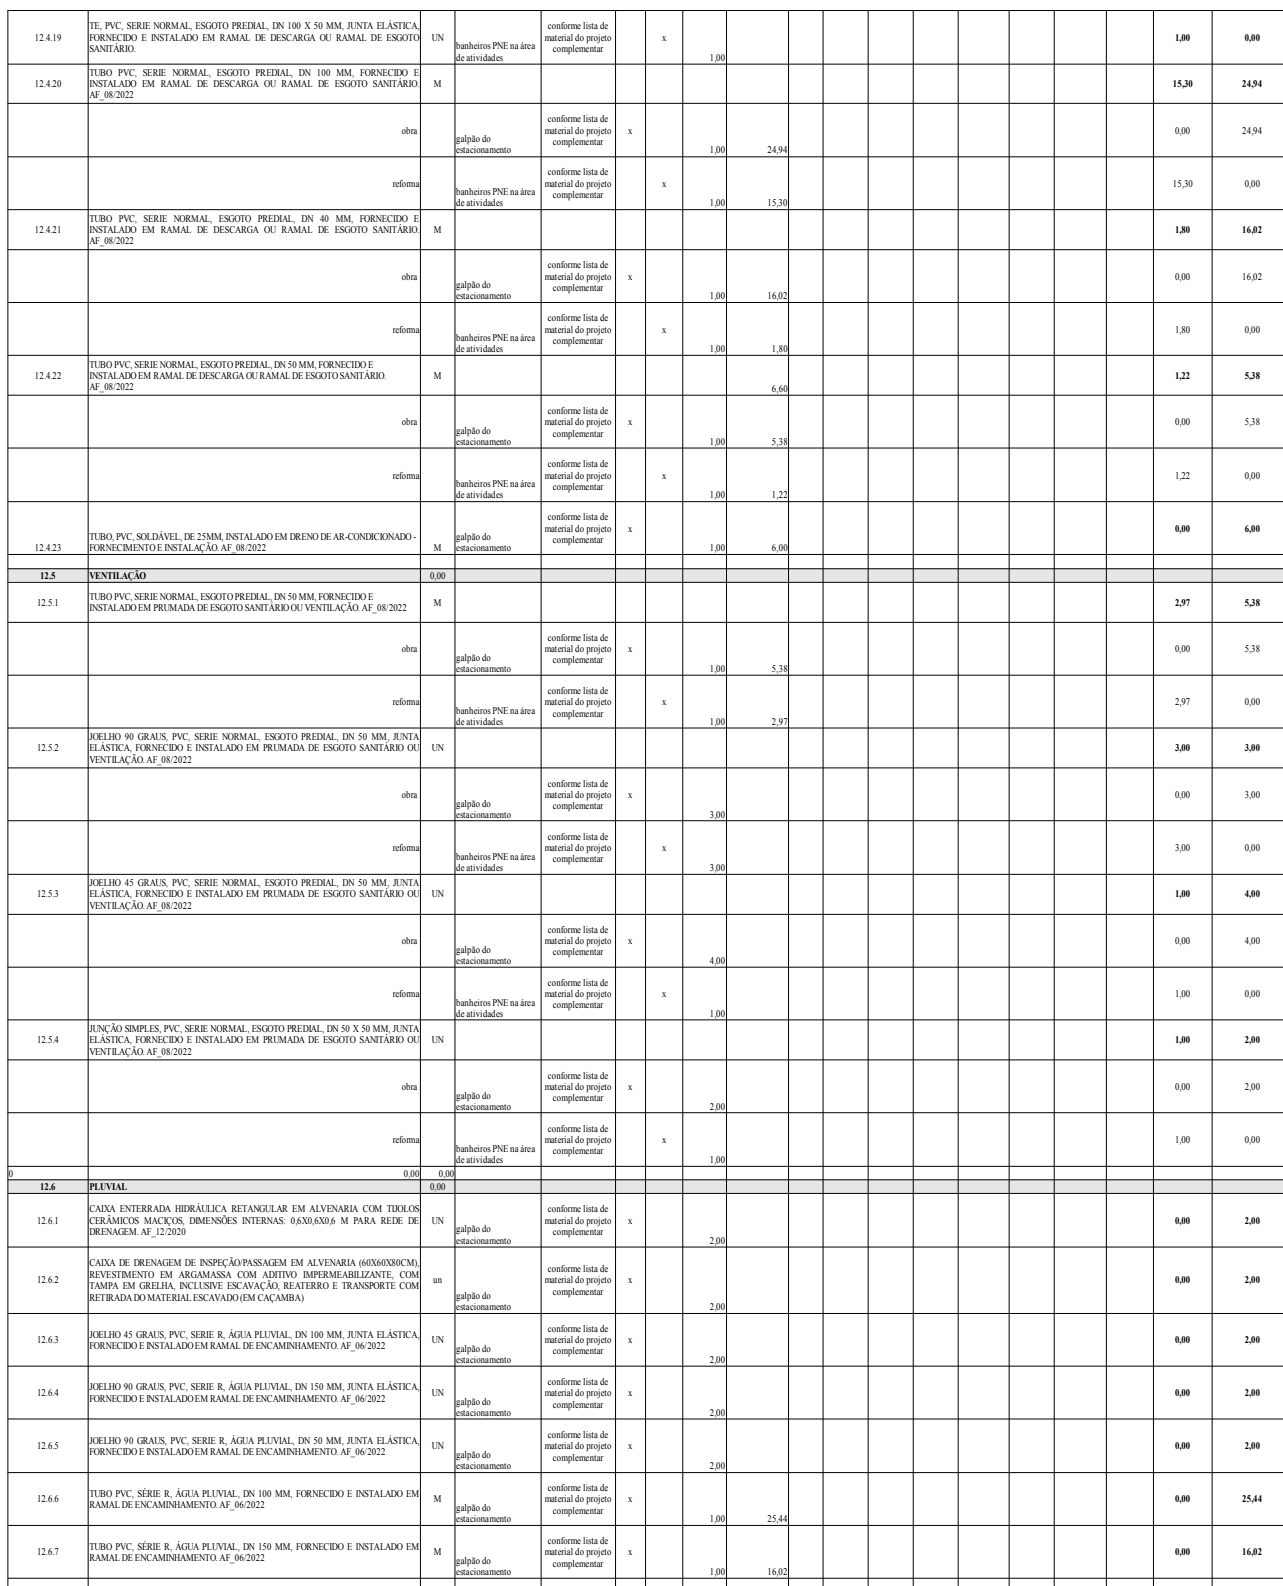 12.4.19
TE, PVC, SERIE NORMAL, ESGOTO PREDIAL, DN 100 X 50 MM, JUNTA ELÁSTICA,
FORNECIDO E INSTALADO EM RAMAL DE DESCARGA OU RAMAL DE ESGOTO
SANITÁRIO.
UN
banheiros PNE na área
de atividades
conforme lista de
material do projeto
complementar
x
1,00
1,00
0,00
12.4.20
TUBO PVC, SERIE NORMAL, ESGOTO PREDIAL, DN 100 MM, FORNECIDO E
INSTALADO EM RAMAL DE DESCARGA OU RAMAL DE ESGOTO SANITÁRIO.
AF_08/2022
M
15,30
24,94
obra
galpão do
estacionamento
conforme lista de
material do projeto
complementar
x
1,00
24,94
0,00
24,94
reforma
banheiros PNE na área
de atividades
conforme lista de
material do projeto
complementar
x
1,00
15,30
15,30
0,00
12.4.21
TUBO PVC, SERIE NORMAL, ESGOTO PREDIAL, DN 40 MM, FORNECIDO E
INSTALADO EM RAMAL DE DESCARGA OU RAMAL DE ESGOTO SANITÁRIO.
AF_08/2022
M
1,80
16,02
obra
galpão do
estacionamento
conforme lista de
material do projeto
complementar
x
1,00
16,02
0,00
16,02
reforma
banheiros PNE na área
de atividades
conforme lista de
material do projeto
complementar
x
1,00
1,80
1,80
0,00
12.4.22
TUBO PVC, SERIE NORMAL, ESGOTO PREDIAL, DN 50 MM, FORNECIDO E
INSTALADO EM RAMAL DE DESCARGA OU RAMAL DE ESGOTO SANITÁRIO.
AF_08/2022
M
6,60
1,22
5,38
obra
galpão do
estacionamento
conforme lista de
material do projeto
complementar
x
1,00
5,38
0,00
5,38
reforma
banheiros PNE na área
de atividades
conforme lista de
material do projeto
complementar
x
1,00
1,22
1,22
0,00
12.4.23
TUBO, PVC, SOLDÁVEL, DE 25MM, INSTALADO EM DRENO DE AR-CONDICIONADO -
FORNECIMENTO E INSTALAÇÃO. AF_08/2022
M
galpão do
estacionamento
conforme lista de
material do projeto
complementar
x
1,00
6,00
0,00
6,00
12.5
VENTILAÇÃO
0,00
12.5.1
TUBO PVC, SERIE NORMAL, ESGOTO PREDIAL, DN 50 MM, FORNECIDO E
INSTALADO EM PRUMADA DE ESGOTO SANITÁRIO OU VENTILAÇÃO. AF_08/2022
M
2,97
5,38
obra
galpão do
estacionamento
conforme lista de
material do projeto
complementar
x
1,00
5,38
0,00
5,38
reforma
banheiros PNE na área
de atividades
conforme lista de
material do projeto
complementar
x
1,00
2,97
2,97
0,00
12.5.2
JOELHO 90 GRAUS, PVC, SERIE NORMAL, ESGOTO PREDIAL, DN 50 MM, JUNTA
ELÁSTICA, FORNECIDO E INSTALADO EM PRUMADA DE ESGOTO SANITÁRIO OU
VENTILAÇÃO. AF_08/2022
UN
3,00
3,00
obra
galpão do
estacionamento
conforme lista de
material do projeto
complementar
x
3,00
0,00
3,00
reforma
banheiros PNE na área
de atividades
conforme lista de
material do projeto
complementar
x
3,00
3,00
0,00
12.5.3
JOELHO 45 GRAUS, PVC, SERIE NORMAL, ESGOTO PREDIAL, DN 50 MM, JUNTA
ELÁSTICA, FORNECIDO E INSTALADO EM PRUMADA DE ESGOTO SANITÁRIO OU
VENTILAÇÃO. AF_08/2022
UN
1,00
4,00
obra
galpão do
estacionamento
conforme lista de
material do projeto
complementar
x
4,00
0,00
4,00
reforma
banheiros PNE na área
de atividades
conforme lista de
material do projeto
complementar
x
1,00
1,00
0,00
12.5.4
JUNÇÃO SIMPLES, PVC, SERIE NORMAL, ESGOTO PREDIAL, DN 50 X 50 MM, JUNTA
ELÁSTICA, FORNECIDO E INSTALADO EM PRUMADA DE ESGOTO SANITÁRIO OU
VENTILAÇÃO. AF_08/2022
UN
1,00
2,00
obra
galpão do
estacionamento
conforme lista de
material do projeto
complementar
x
2,00
0,00
2,00
reforma
banheiros PNE na área
de atividades
conforme lista de
material do projeto
complementar
x
1,00
1,00
0,00
0
0,00
0,00
12.6
PLUVIAL
0,00
12.6.1
CAIXA ENTERRADA HIDRÁULICA RETANGULAR EM ALVENARIA COM TIJOLOS
CERÂMICOS MACIÇOS, DIMENSÕES INTERNAS: 0,6X0,6X0,6 M PARA REDE DE
DRENAGEM. AF_12/2020
UN
galpão do
estacionamento
conforme lista de
material do projeto
complementar
x
2,00
0,00
2,00
12.6.2
CAIXA DE DRENAGEM DE INSPEÇÃO/PASSAGEM EM ALVENARIA (60X60X80CM),
REVESTIMENTO EM ARGAMASSA COM ADITIVO IMPERMEABILIZANTE, COM
TAMPA EM GRELHA, INCLUSIVE ESCAVAÇÃO, REATERRO E TRANSPORTE COM
RETIRADA DO MATERIAL ESCAVADO (EM CAÇAMBA)
un
galpão do
estacionamento
conforme lista de
material do projeto
complementar
x
2,00
0,00
2,00
12.6.3
JOELHO 45 GRAUS, PVC, SERIE R, ÁGUA PLUVIAL, DN 100 MM, JUNTA ELÁSTICA,
FORNECIDO E INSTALADO EM RAMAL DE ENCAMINHAMENTO. AF_06/2022
UN
galpão do
estacionamento
conforme lista de
material do projeto
complementar
x
2,00
0,00
2,00
12.6.4
JOELHO 90 GRAUS, PVC, SERIE R, ÁGUA PLUVIAL, DN 150 MM, JUNTA ELÁSTICA,
FORNECIDO E INSTALADO EM RAMAL DE ENCAMINHAMENTO. AF_06/2022
UN
galpão do
estacionamento
conforme lista de
material do projeto
complementar
x
2,00
0,00
2,00
12.6.5
JOELHO 90 GRAUS, PVC, SERIE R, ÁGUA PLUVIAL, DN 50 MM, JUNTA ELÁSTICA,
FORNECIDO E INSTALADO EM RAMAL DE ENCAMINHAMENTO. AF_06/2022
UN
galpão do
estacionamento
conforme lista de
material do projeto
complementar
x
2,00
0,00
2,00
12.6.6
TUBO PVC, SÉRIE R, ÁGUA PLUVIAL, DN 100 MM, FORNECIDO E INSTALADO EM
RAMAL DE ENCAMINHAMENTO. AF_06/2022
M
galpão do
estacionamento
conforme lista de
material do projeto
complementar
x
1,00
25,44
0,00
25,44
12.6.7
TUBO PVC, SÉRIE R, ÁGUA PLUVIAL, DN 150 MM, FORNECIDO E INSTALADO EM
RAMAL DE ENCAMINHAMENTO. AF_06/2022
M
galpão do
estacionamento
conforme lista de
material do projeto
complementar
x
1,00
16,02
0,00
16,02